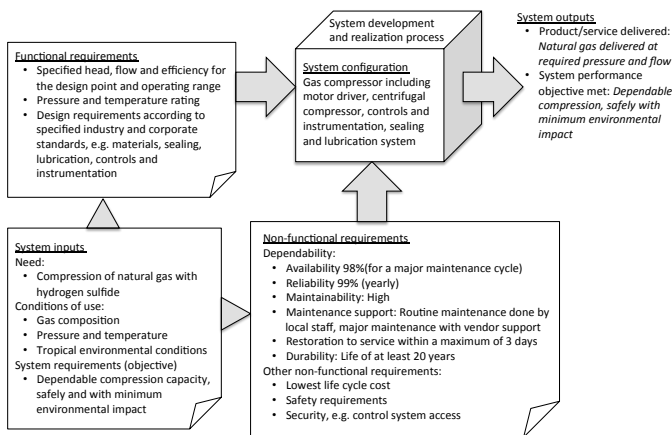 Functional requirements
• Specified head, flow and efficiency for
the design point and operating range
• Pressure and temperature rating
• Design requirements according to
specified industry and corporate
standards, e.g. materials, sealing,
lubrication, controls and
instrumentation
System development
and realization process
System configuration
Gas compressor including
motor driver, centrifugal
compressor, controls and
instrumentation, sealing
and lubrication system
System outputs
• Product/service delivered:
Natural gas delivered at
required pressure and flow
• System performance
objective met: Dependable
compression, safely with
minimum environmental
impact
System inputs
Need:
• Compression of natural gas with
hydrogen sulfide
Conditions of use:
• Gas composition
• Pressure and temperature
• Tropical environmental conditions
System requirements (objective)
• Dependable compression capacity,
safely and with minimum
environmental impact
Non-functional requirements
Dependability:
• Availability 98%(for a major maintenance cycle)
• Reliability 99% (yearly)
• Maintainability: High
• Maintenance support: Routine maintenance done by
local staff, major maintenance with vendor support
• Restoration to service within a maximum of 3 days
• Durability: Life of at least 20 years
Other non-functional requirements:
• Lowest life cycle cost
• Safety requirements
• Security, e.g. control system access